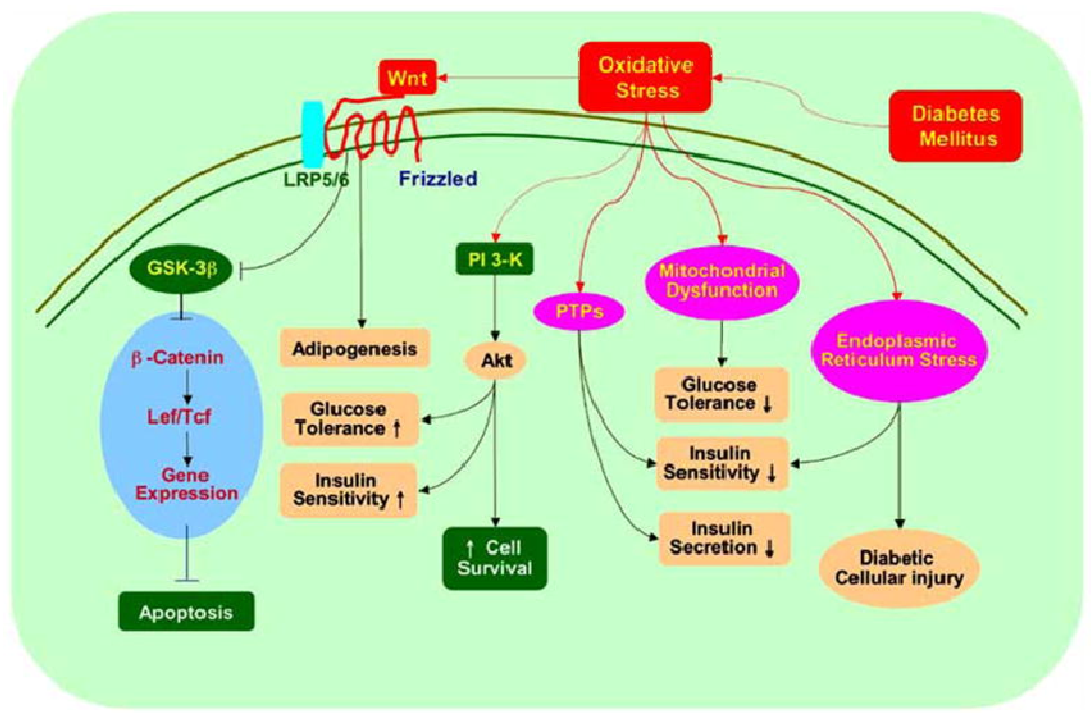 Wnt
Oxidative
Stress
Diabetes
Mellitus
LRP5/6
Frizzled
GSK-3β
PI 3-K
Mitochondrial
Dysfunction
PTPs
Endoplasmic
Reticulum Stress
β -Catenin
Adipogenesis
Akt
Lef/Tcf
Glucose
Tolerance ↑
Glucose
Tolerance ↓
Gene
Expression
Insulin
Sensitivity ↑
Insulin
Sensitivity ↓
↑ Cell
Survival
Insulin
Secretion ↓
Diabetic
Cellular injury
Apoptosis